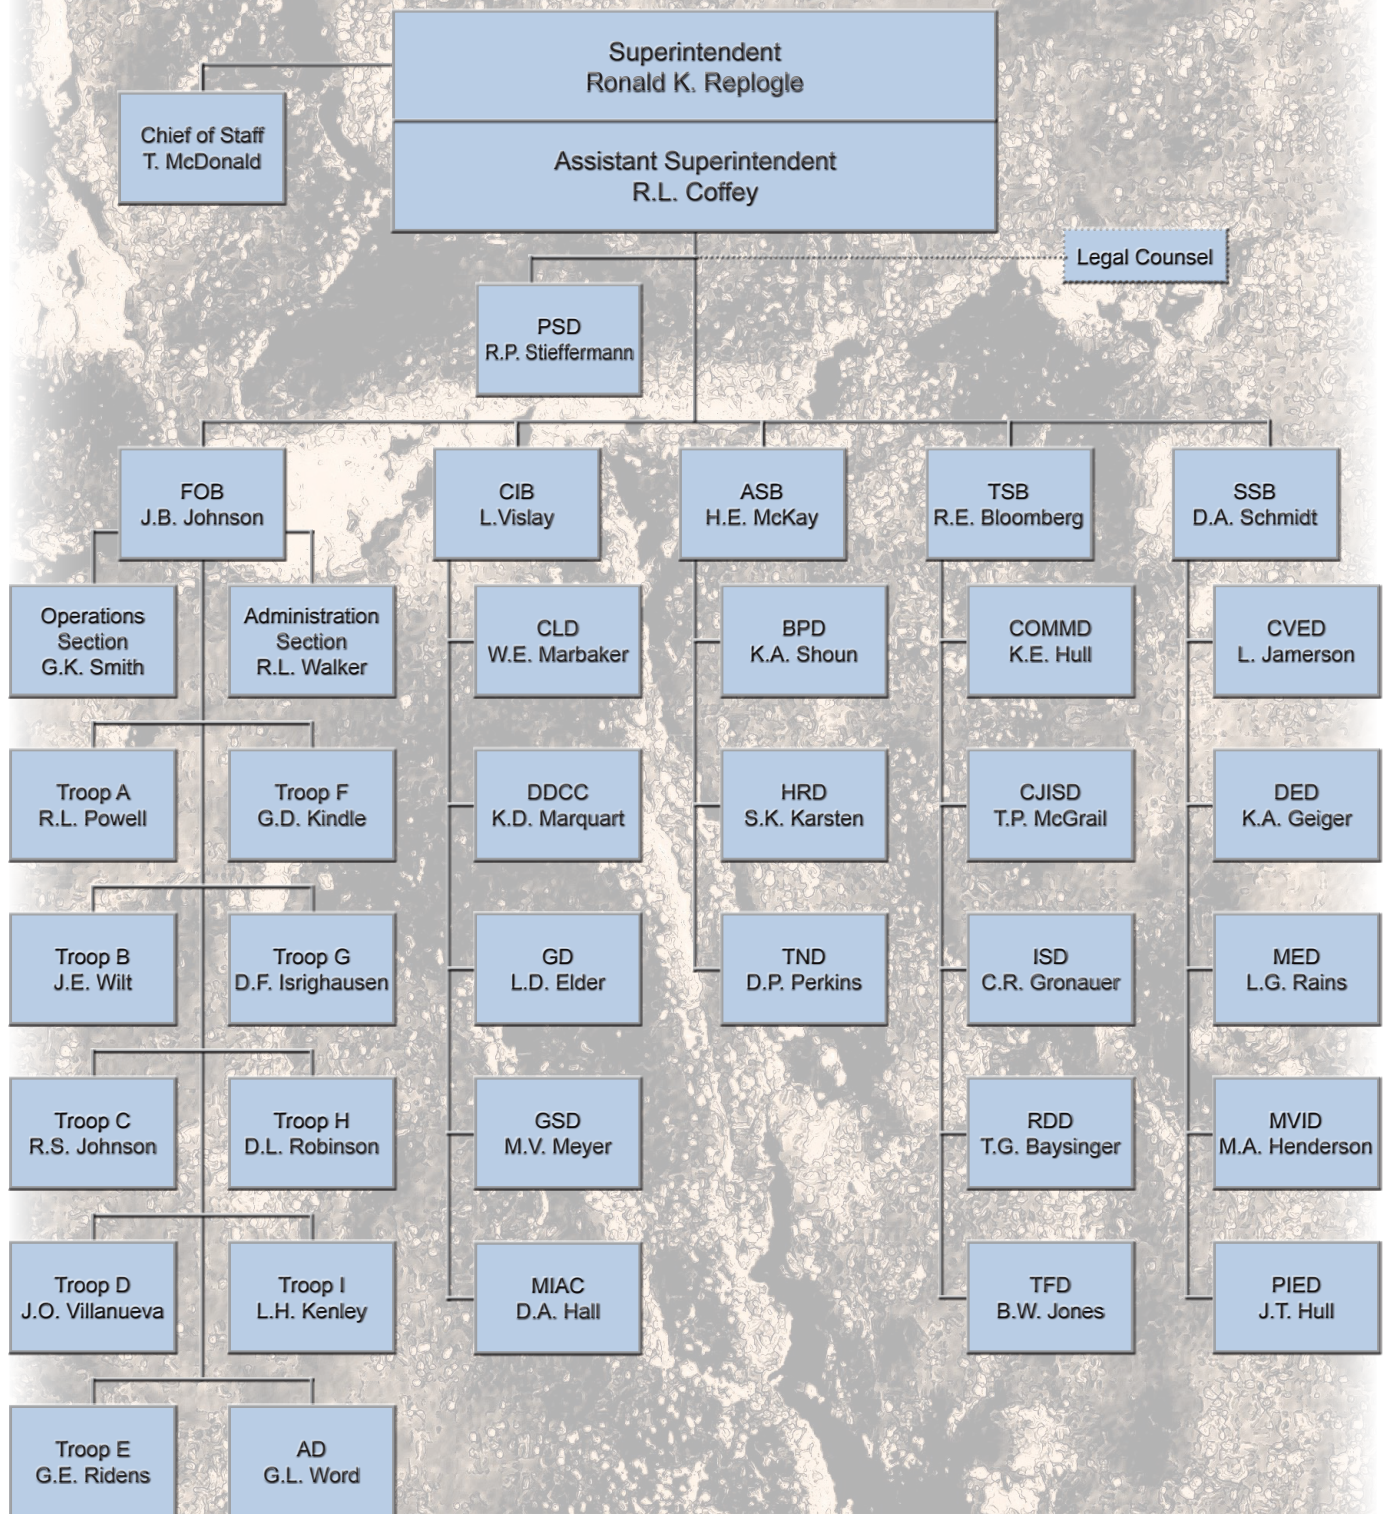 Superintendent
Ronald K. Replogle
Chief of Staff
T. McDonald
Assistant Superintendent
R.L. Coffey
Legal Counsel
PSD
R.P. Stieffermann
FOB
J.B. Johnson
CIB
L.Vislay
ASB
H.E. McKay
TSB
R.E. Bloomberg
SSB
D.A. Schmidt
Operations
Section
G.K. Smith
Administration
Section
R.L. Walker
CLD
W.E. Marbaker
BPD
K.A. Shoun
COMMD
K.E. Hull
CVED
L. Jamerson
Troop A
R.L. Powell
Troop F
G.D. Kindle
DDCC
K.D. Marquart
HRD
S.K. Karsten
CJISD
T.P. McGrail
DED
K.A. Geiger
Troop B
J.E. Wilt
Troop G
D.F. Isrighausen
GD
L.D. Elder
TND
D.P. Perkins
ISD
C.R. Gronauer
MED
L.G. Rains
Troop C
R.S. Johnson
Troop H
D.L. Robinson
GSD
M.V. Meyer
RDD
T.G. Baysinger
MVID
M.A. Henderson
Troop D
J.O. Villanueva
Troop I
L.H. Kenley
MIAC
D.A. Hall
TFD
B.W. Jones
PIED
J.T. Hull
Troop E
G.E. Ridens
AD
G.L. Word